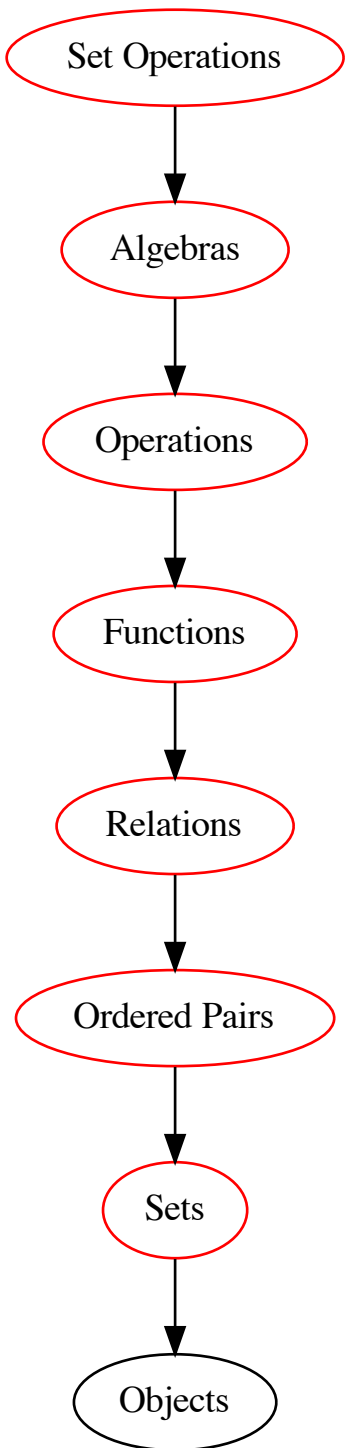 Set Operations
Algebras
Operations
Functions
Relations
Ordered Pairs
Sets
Objects